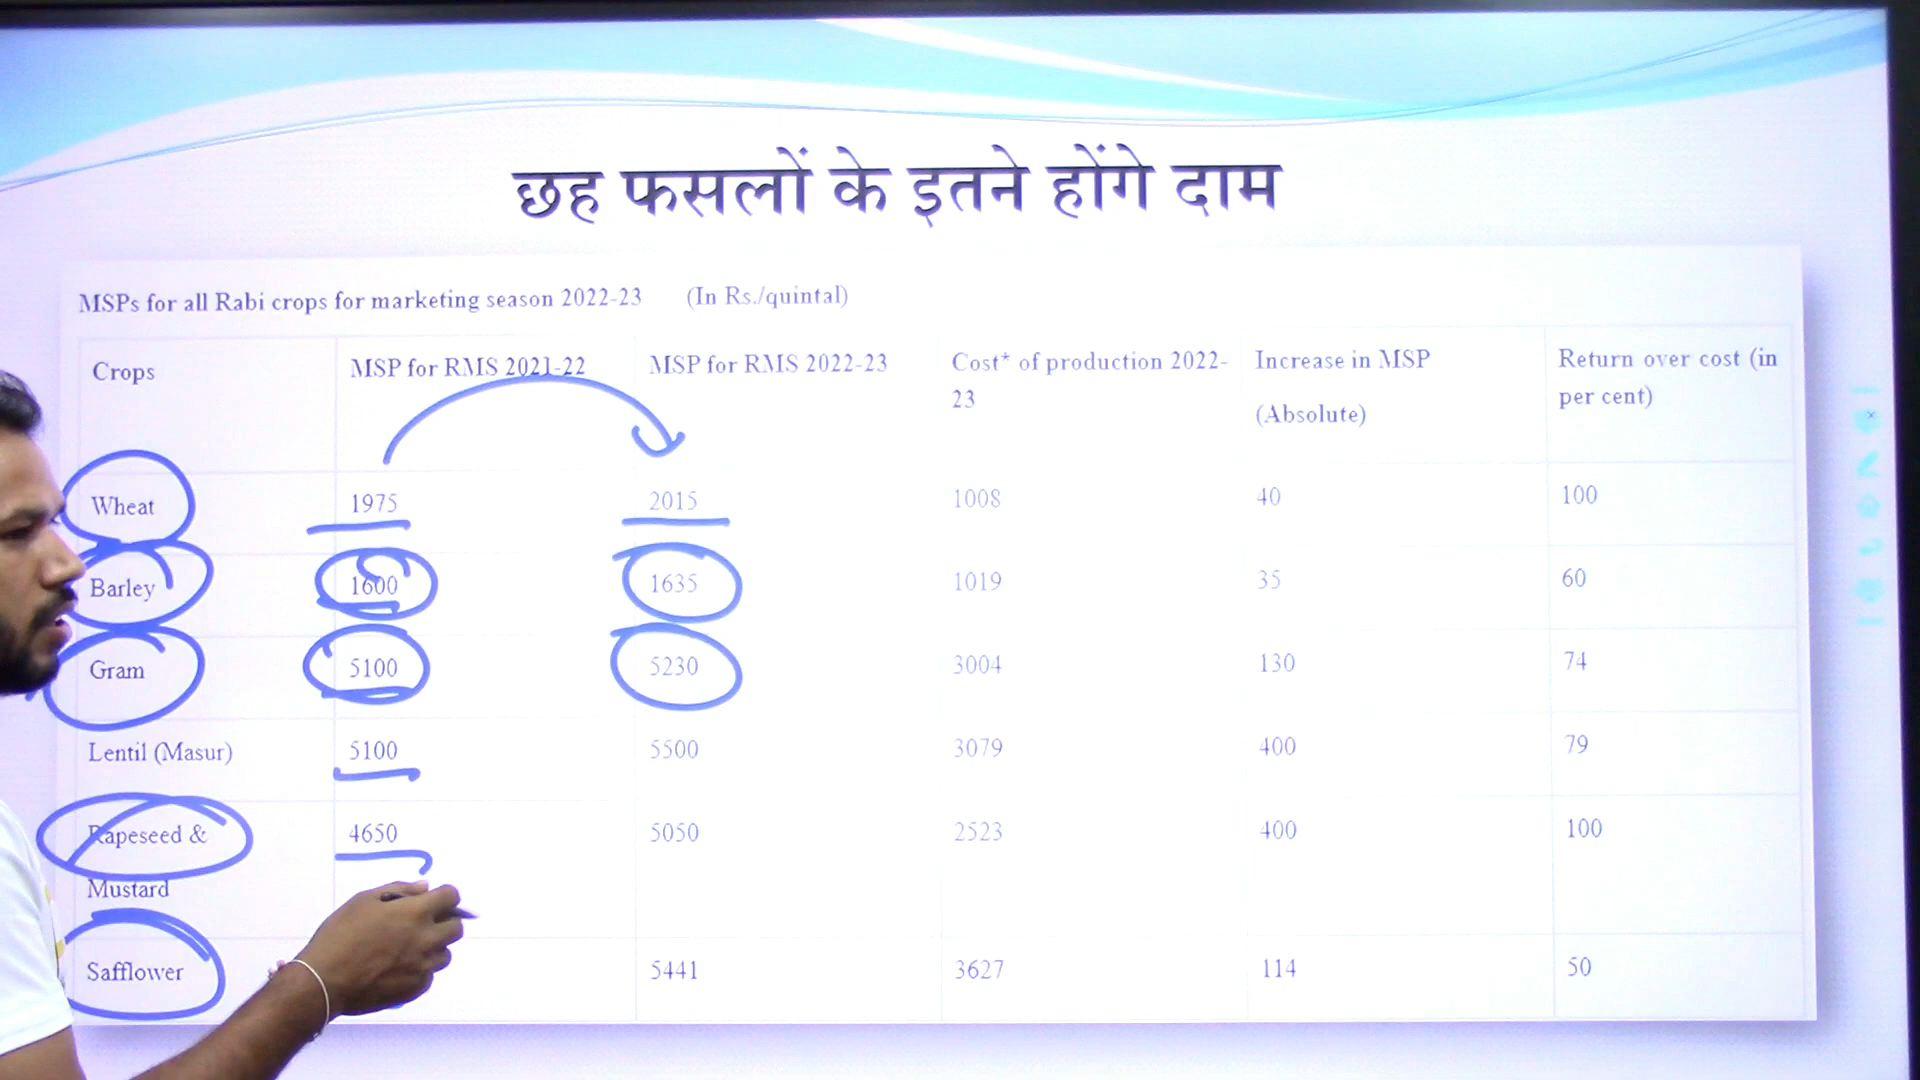 छह फसलों के इतने होंगे दाम
MSPs for all Rabi crops for marketing season 2022-23 (In Rs./quintal)
Crops MSP for RMS 2021-22 MSP for RMS 2022-23 Cost* of production 2022-23 Increase in MSP (Absolute) Return over cost (in per cent)
Wheat 1975 2015 1008 40 100
Barley 1600 1635 1019 35 60
Gram 5100 5230 3004 130 74
Lentil (Masur) 5100 5500 3079 400 79
Rapeseed & Mustard 4650 5050 2523 400 100
Safflower 5441 3627 114 50